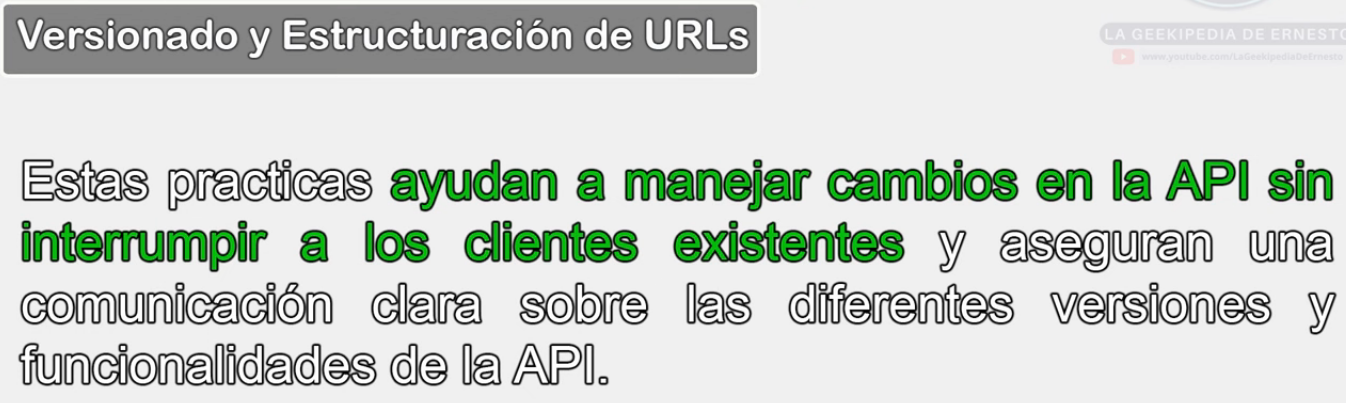 Versionado y Estructuración de URLs
LA GEEKIPEDIA DE ERNESTO
www.youtube.com/LaGeekipediaDeErnesto
Estas practicas ayudan a manejar cambios en la API sin
interrumpir a los clientes existentes y aseguran una
comunicación clara sobre las diferentes versiones y
funcionalidades de la API.